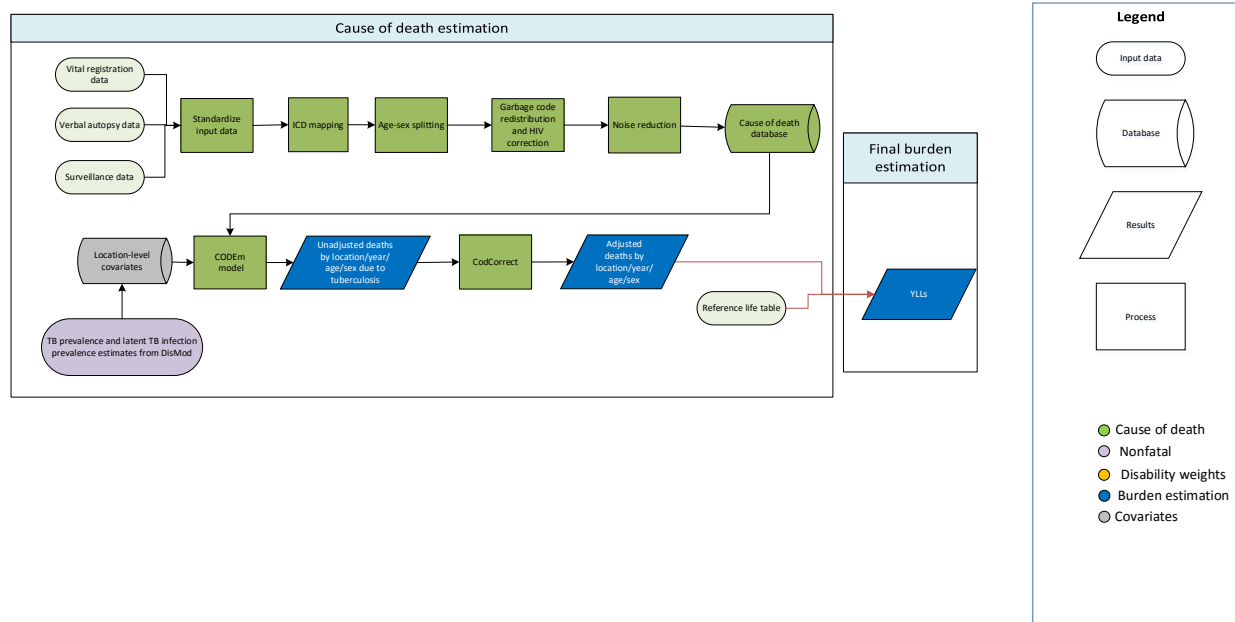 Cause of death estimation
Vital registration
data
Verbal autopsy data
Surveillance data
Standardize
input data
ICD mapping
Age-sex splitting
Garbage code
redistribution
and HIV
correction
Noise reduction
Cause of death
database
Location-level
covariates
CODEm
model
Unadjusted deaths
by location/year/
age/sex due to
tuberculosis
CodCorrect
Adjusted
deaths by
location/year/
age/sex
Reference life table
TB prevalence and latent TB infection
prevalence estimates from DisMod
Final burden
estimation
YLLs
Legend
Input data
Database
Results
Process
Cause of death
Nonfatal
Disability weights
Burden estimation
Covariates